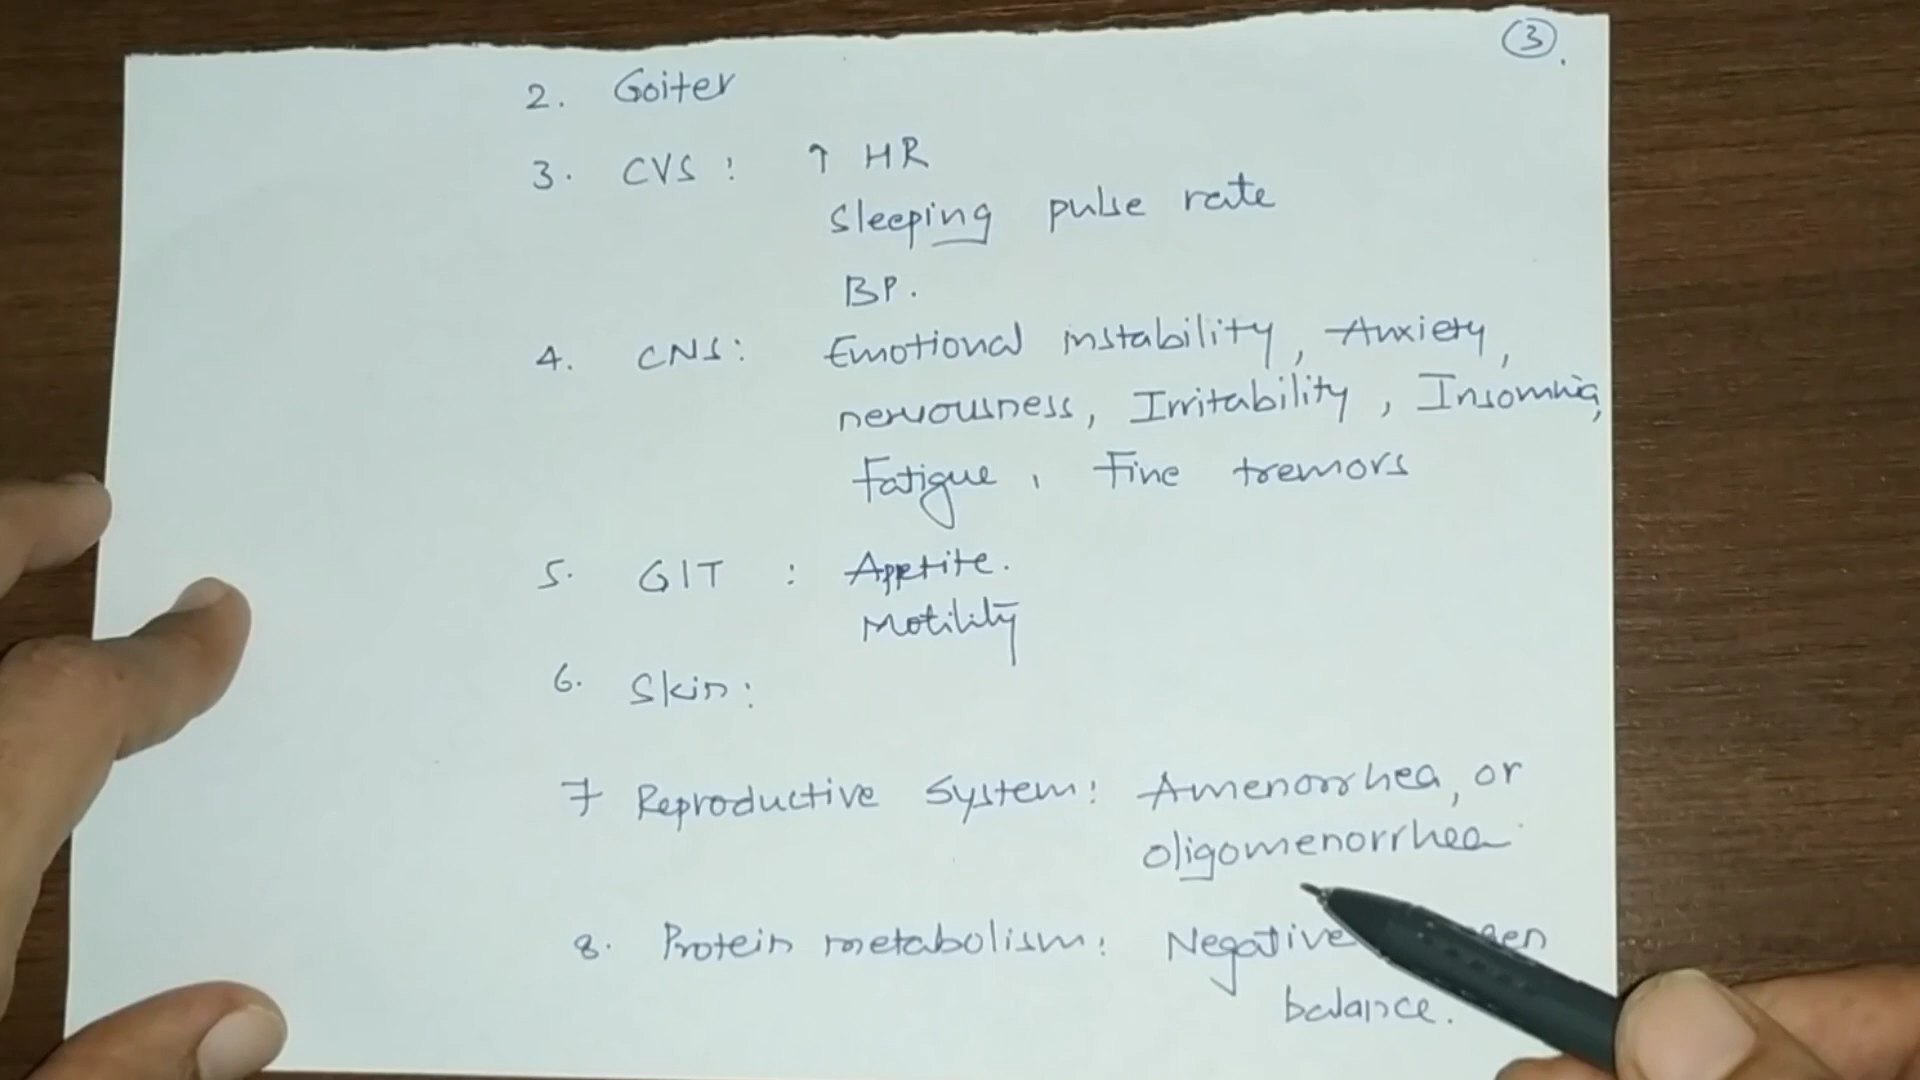 3.
2. Goiter
3. CVS: ↑ HR
Sleeping pulse rate
BP.
4. CNS: Emotional instability, Anxiety,
nervousness, Irritability, Insomnia,
Fatigue, Fine tremors
5. GIT : Appetite.
Motility
6. Skin:
7 Reproductive System: Amenorrhea, or
oligomenorrhea
8. Protein metabolism: Negative
balance.